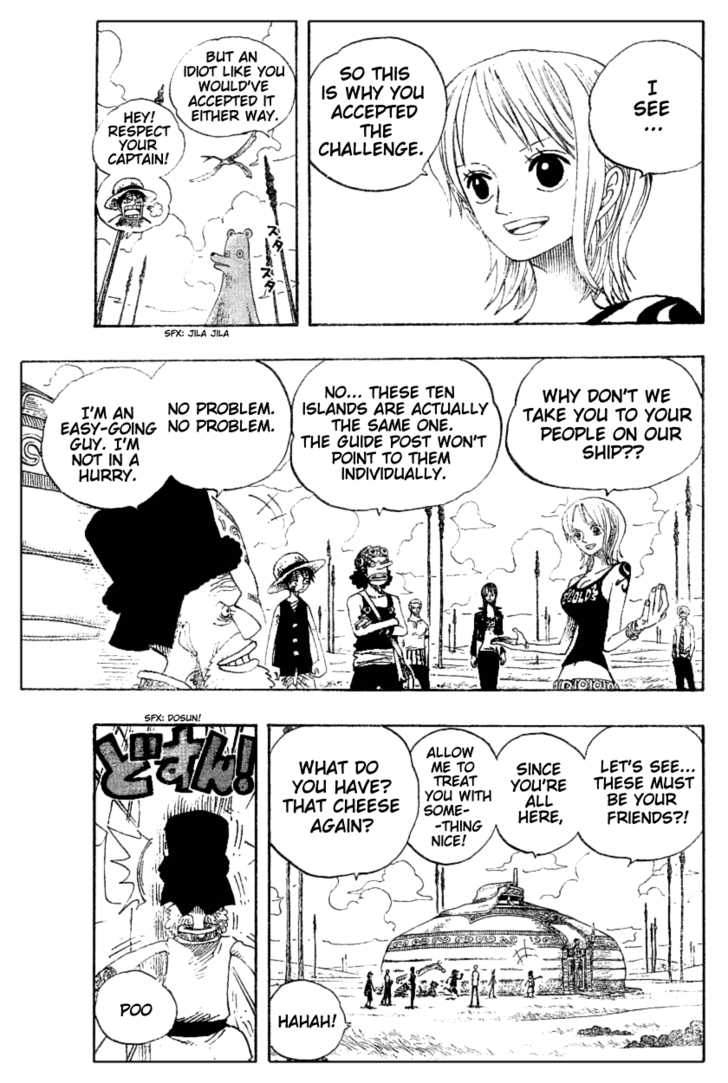 I
SEE
...
SO THIS
IS WHY YOU
ACCEPTED
THE
CHALLENGE.
BUT AN
IDIOT LIKE YOU
WOULD'VE
ACCEPTED IT
EITHER WAY.
HEY!
RESPECT
YOUR
CAPTAIN!
スタ
スタ
SFX: JILA JILA
WHY DON'T WE
TAKE YOU TO YOUR
PEOPLE ON OUR
SHIP??
NO... THESE TEN
ISLANDS ARE ACTUALLY
THE SAME ONE.
THE GUIDE POST WON'T
POINT TO THEM
INDIVIDUALLY.
NO PROBLEM.
NO PROBLEM.
I'M AN
EASY-GOING
GUY. I'M
NOT IN A
HURRY.
LET'S SEE...
THESE MUST
BE YOUR
FRIENDS?!
SINCE
YOU'RE
ALL
HERE,
ALLOW
ME TO
TREAT
YOU WITH
SOME-
-THING
NICE!
WHAT DO
YOU HAVE?
THAT CHEESE
AGAIN?
HAHAH!
SFX: DOSUN!
どすん!
POO